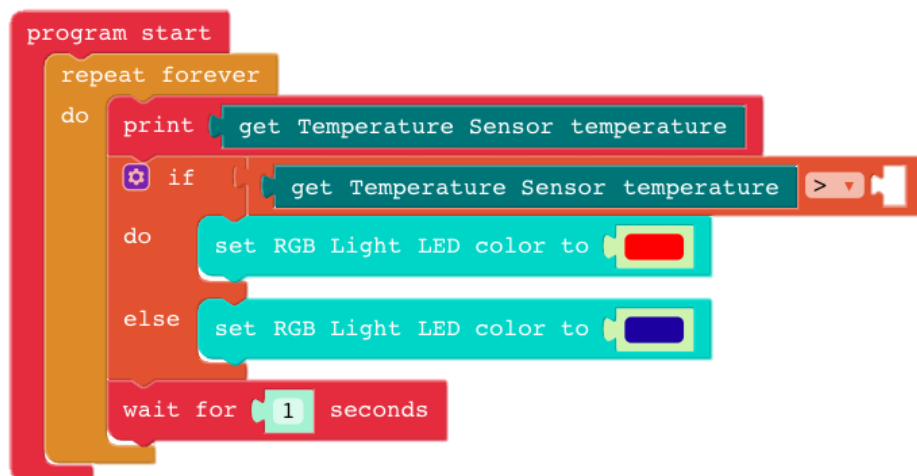 program start
repeat forever
do
print get Temperature Sensor temperature
if get Temperature Sensor temperature > ▼
do
set RGB Light LED color to
else
set RGB Light LED color to
wait for 1 seconds